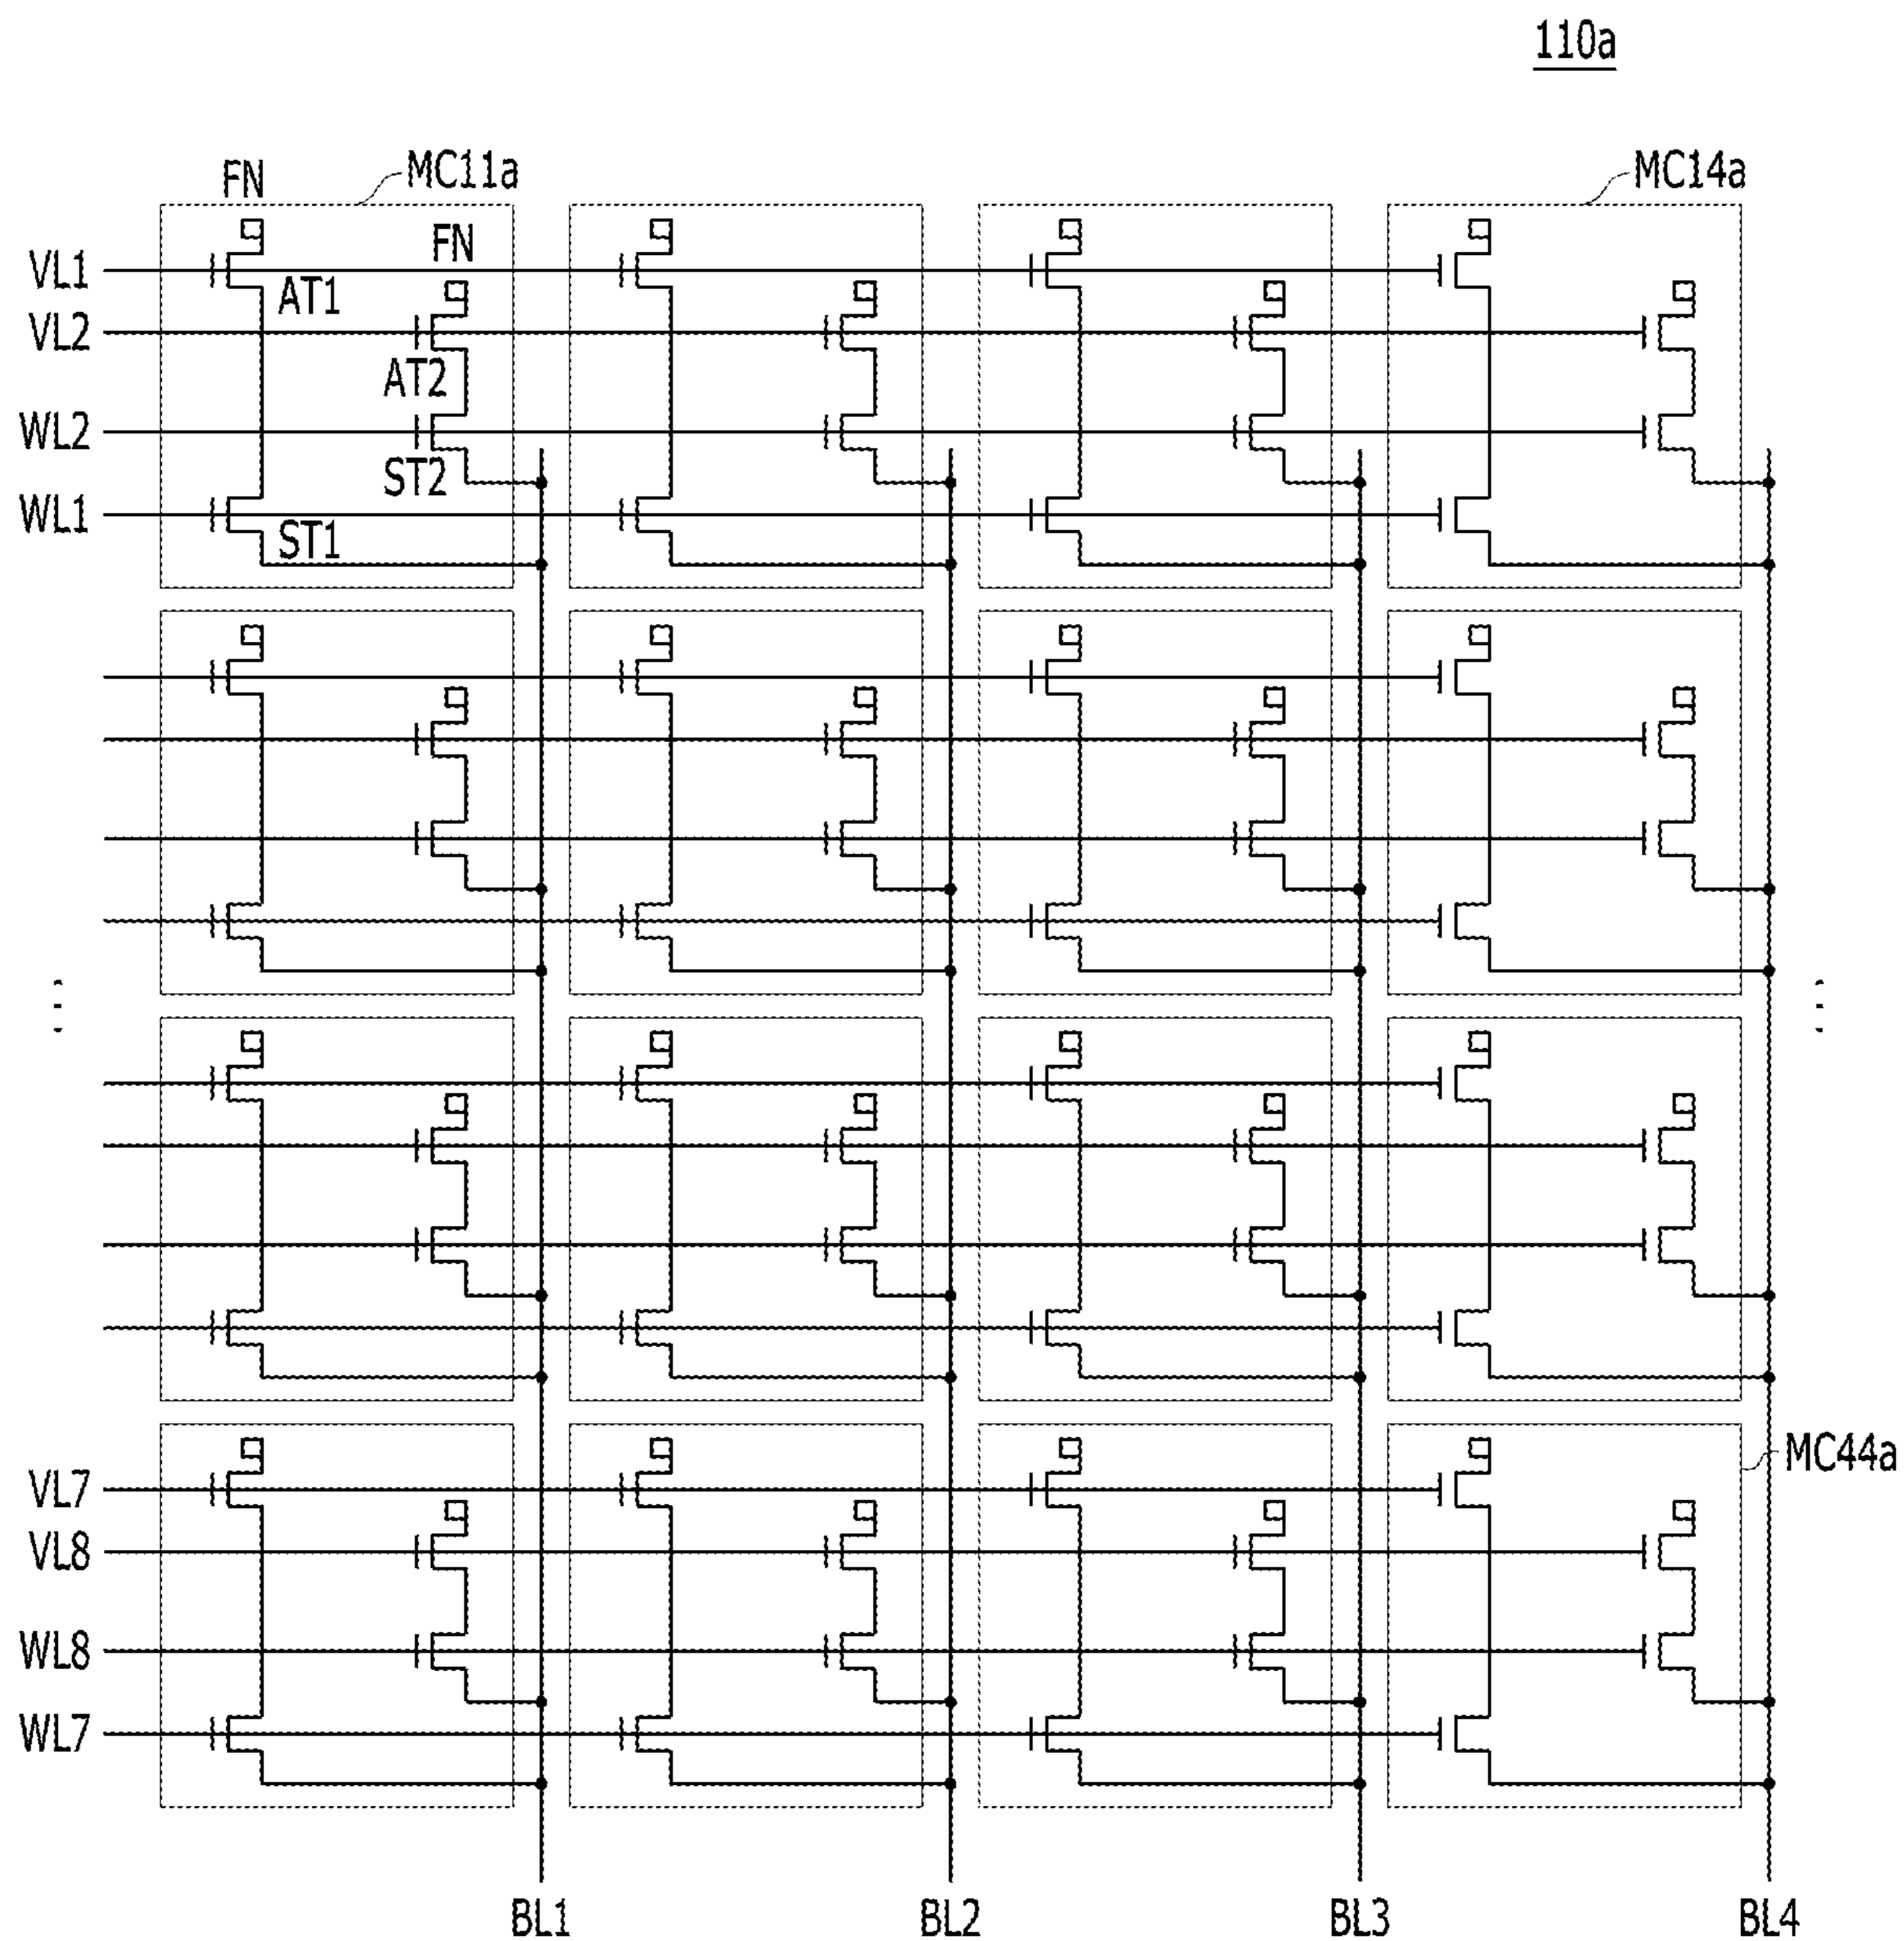 110a
FN
MC11a
MC14a
FN
VL1
AT1
VL2
AT2
WL2
ST2
WL1
ST1
MC44a
VL7
VL8
WL8
WL7
BL1
BL2
BL3
BL4